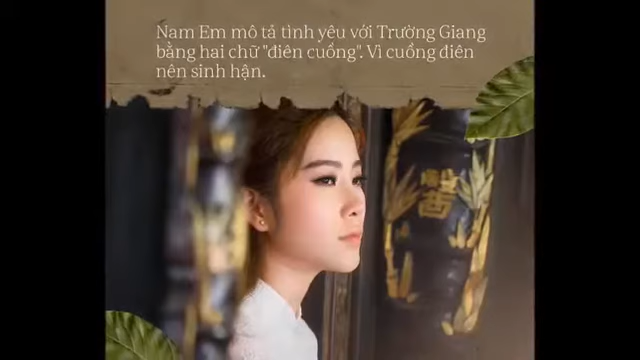 Nam Em mô tả tình yêu với Trường Giang
bằng hai chữ "điên cuồng". Vì cuồng điên
nên sinh hận.